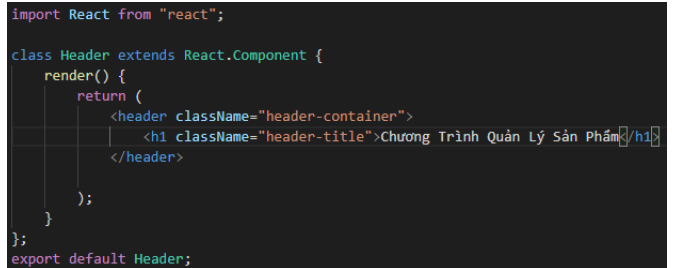 import React from "react";
class Header extends React.Component {
render() {
return (
<header className="header-container">
<h1 className="header-title">Chương Trình Quản Lý Sản Phẩm</h1>
</header>
);
}
};
export default Header;